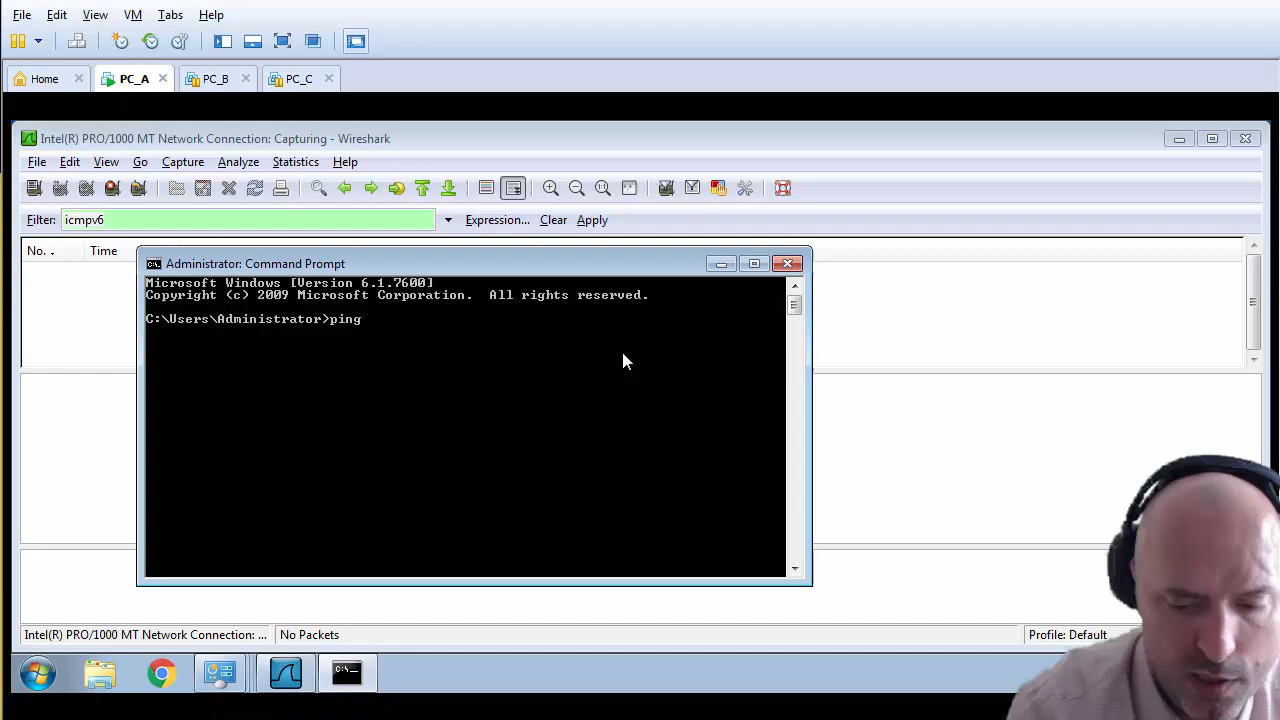 File Edit View VM Tabs Help
Home PC_A PC_B PC_C
Intel(R) PRO/1000 MT Network Connection: Capturing - Wireshark
File Edit View Go Capture Analyze Statistics Help
Filter: icmpv6 Expression... Clear Apply
No. Time
Administrator: Command Prompt
Microsoft Windows [Version 6.1.7600]
Copyright (c) 2009 Microsoft Corporation. All rights reserved.
C:\Users\Administrator>ping
Intel(R) PRO/1000 MT Network Connection: ... No Packets Profile: Default